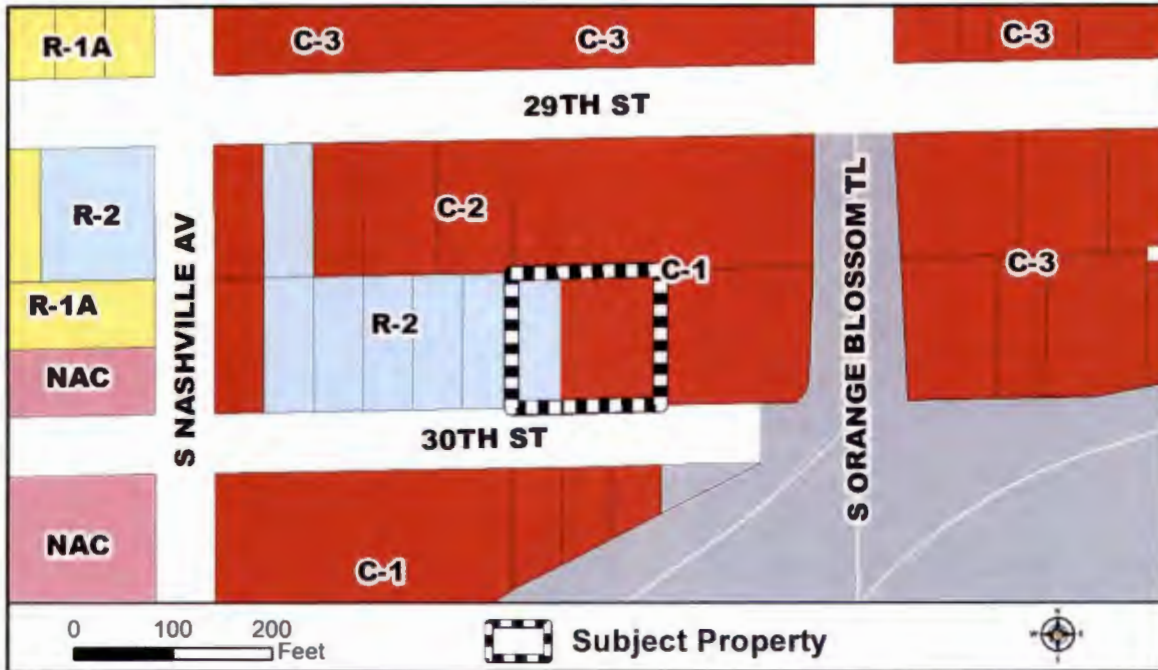 R-1A
C-3
C-3
C-3
29TH ST
R-2
C-2
S NASHVILLE AV
S ORANGE BLOSSOM TL
C-1
C-3
R-1A
R-2
NAC
30TH ST
NAC
C-1
0 100 200
Feet
Subject Property